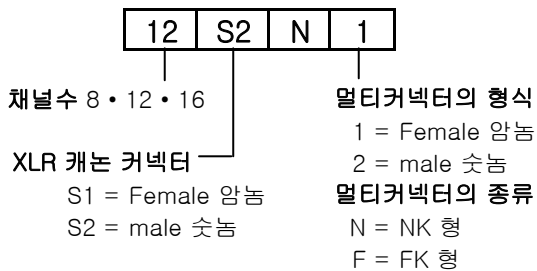 12 S2 N 1
채널수 8 • 12 • 16
XLR 캐논 커넥터
S1 = Female 암놈
S2 = male 숫놈
멀티커넥터의 형식
1 = Female 암놈
2 = male 숫놈
멀티커넥터의 종류
N = NK 형
F = FK 형